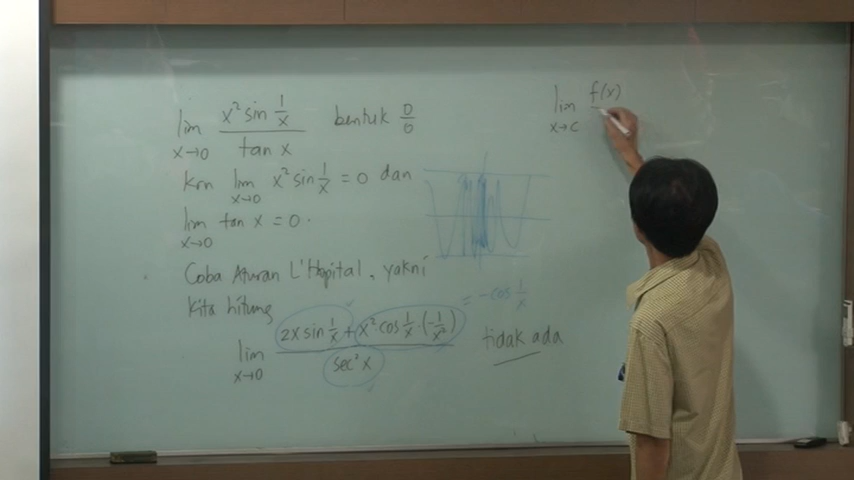 lim x→0 x² sin 1/x / tan x bentuk 0/0
Krn lim x→0 x² sin 1/x = 0 dan
lim x→0 tan x = 0.
Coba Aturan L'Hopital, yakni
kita hitung
lim x→0 2x sin 1/x + x² cos 1/x · (-1/x²) / sec² x tidak ada
= -cos 1/x
lim x→c f(x)